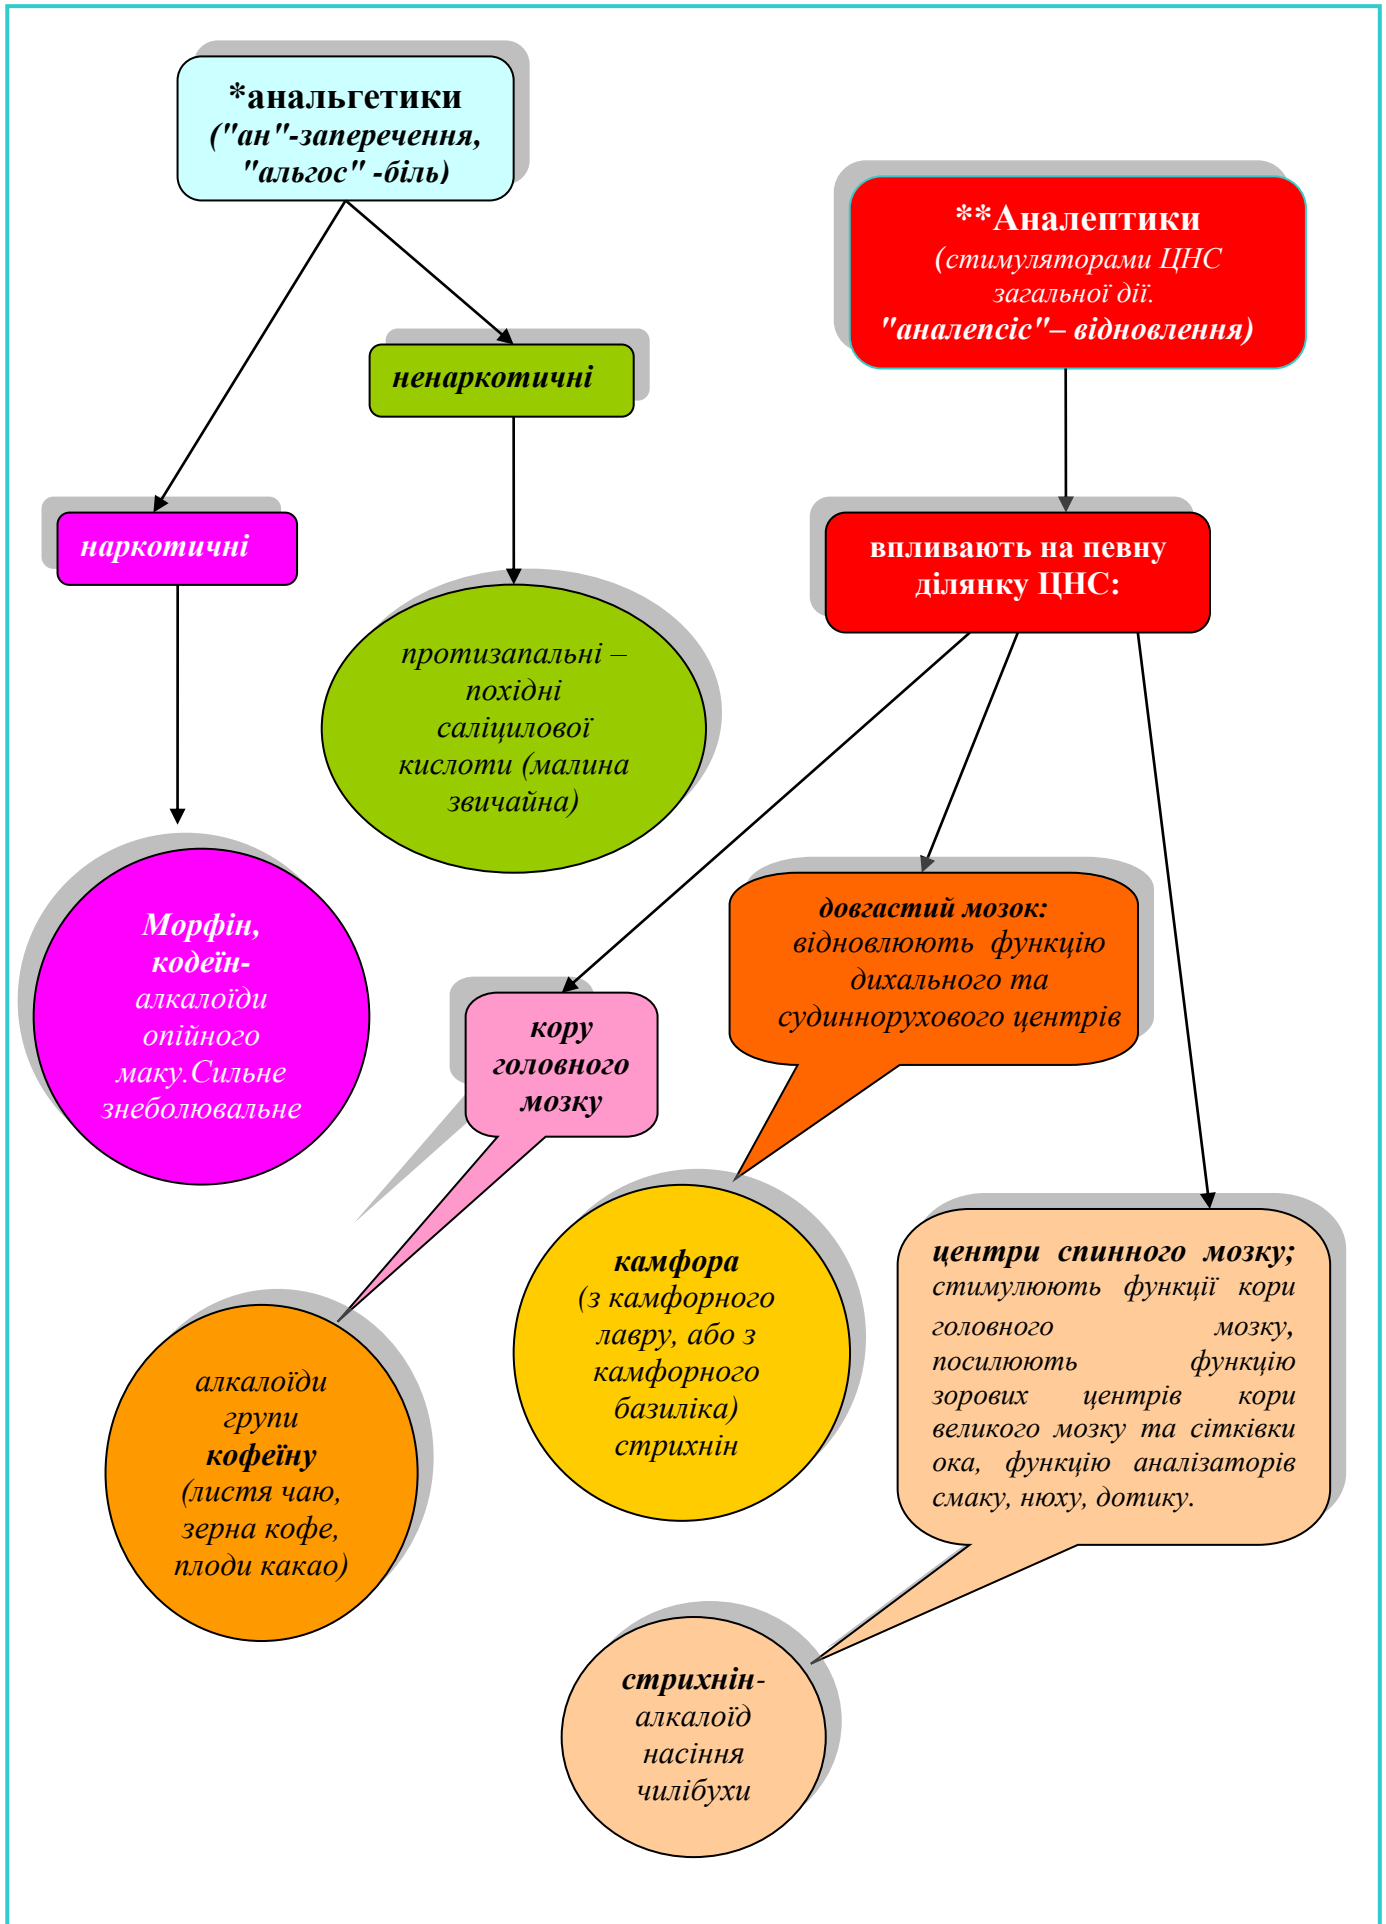 *анальгетики
("ан"-заперечення,
"альгос" -біль)
**Аналептики
(стимуляторами ЦНС
загальної дії.
"аналепсіс"– відновлення)
ненаркотичні
наркотичні
впливають на певну
ділянку ЦНС:
протизапальні –
похідні
саліцилової
кислоти (малина
звичайна)
Морфін,
кодеїн-
алкалоїди
опійного
маку.Сильне
знеболювальне
довгастий мозок:
відновлюють функцію
дихального та
судиннорухового центрів
кору
головного
мозку
камфора
(з камфорного
лавру, або з
камфорного
базиліка)
стрихнін
центри спинного мозку;
стимулюють функції кори
головного мозку,
посилюють функцію
зорових центрів кори
великого мозку та сітківки
ока, функцію аналізаторів
смаку, нюху, дотику.
алкалоїди
групи
кофеїну
(листя чаю,
зерна кофе,
плоди какао)
стрихнін-
алкалоїд
насіння
чилібухи